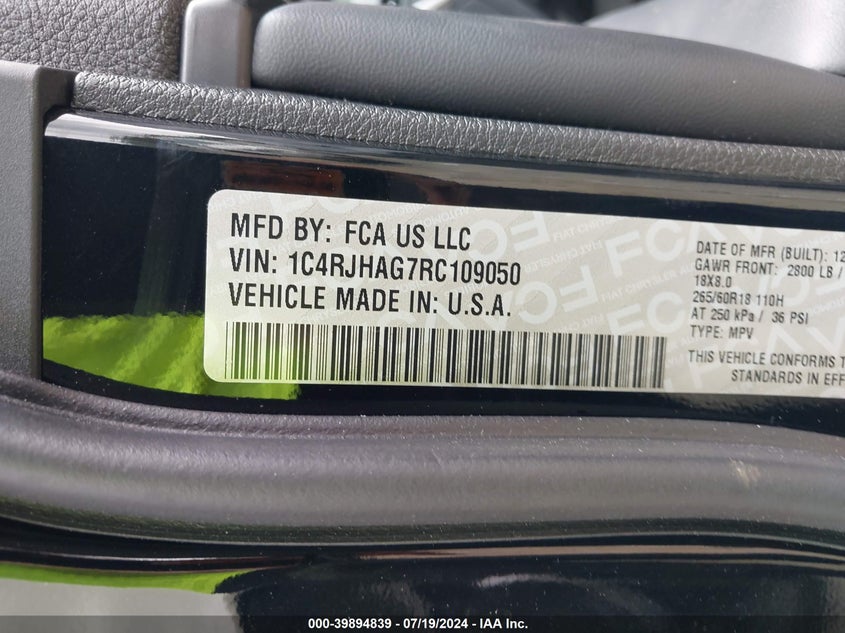 MFD BY: FCA US LLC
VIN: 1C4RJHAG7RC109050
VEHICLE MADE IN: U.S.A.
DATE OF MFR (BUILT): 12
GAWR FRONT: 2800 LB /
18X8.0
265/60R18 110H
AT 250 kPa / 36 PSI
TYPE: MPV
THIS VEHICLE CONFORMS
STANDARDS IN
000-39894839 - 07/19/2024 - IAA Inc.